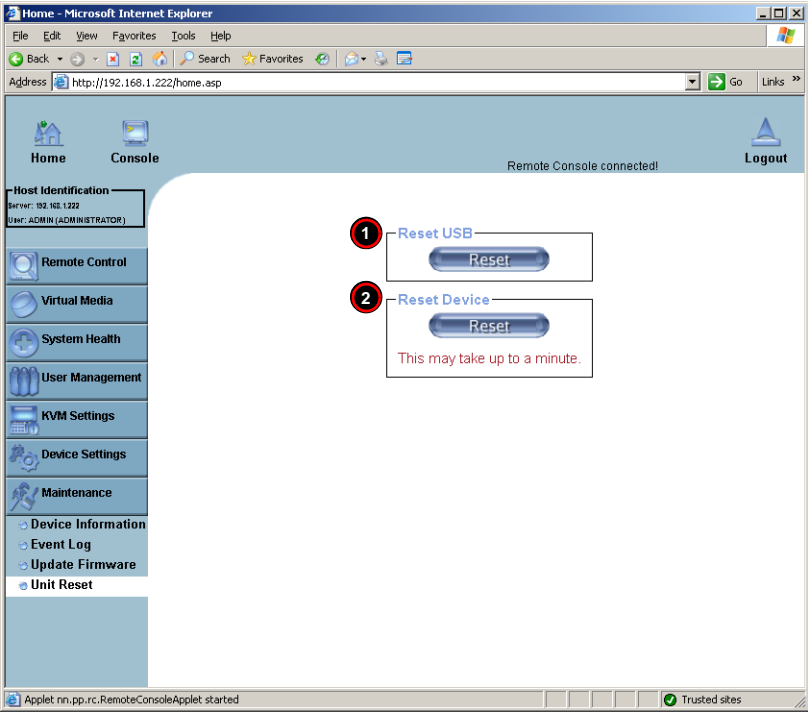 Home - Microsoft Internet Explorer
File Edit View Favorites Tools Help
Back Search Favorites
Address http://192.168.1.222/home.asp Go Links »
Home Console Remote Console connected! Logout
Host Identification
Server: 192.168.1.222
User: ADMIN (ADMINISTRATOR)
Remote Control
Virtual Media
System Health
User Management
KVM Settings
Device Settings
Maintenance
Device Information
Event Log
Update Firmware
Unit Reset
1 Reset USB
Reset
2 Reset Device
Reset
This may take up to a minute.
Applet nn.pp.rc.RemoteConsoleApplet started Trusted sites